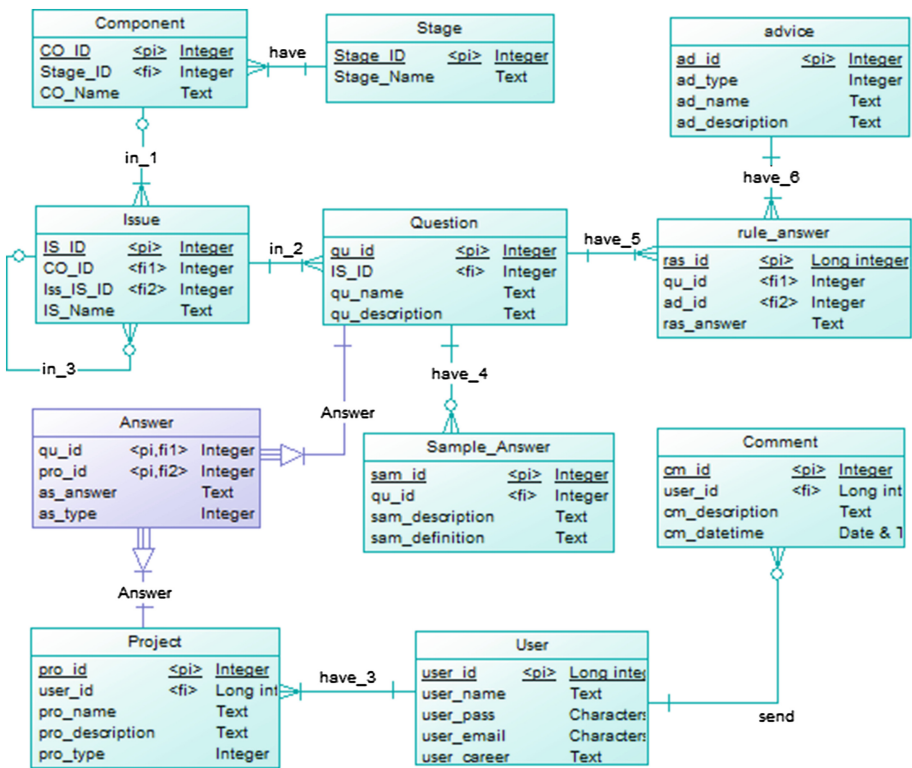 Component
CO_ID <pi> Integer
Stage_ID <fi> Integer
CO_Name Text
have
Stage
Stage_ID <pi> Integer
Stage_Name Text
advice
ad_id <pi> Integer
ad_type Integer
ad_name Text
ad_description Text
in_1
have_6
Issue
IS_ID <pi> Integer
CO_ID <fi1> Integer
Iss_IS_ID <fi2> Integer
IS_Name Text
in_2
Question
qu_id <pi> Integer
IS_ID <fi> Integer
qu_name Text
qu_description Text
have_5
rule_answer
ras_id <pi> Long integer
qu_id <fi1> Integer
ad_id <fi2> Integer
ras_answer Text
in_3
have_4
Answer
Answer
qu_id <pi,fi1> Integer
pro_id <pi,fi2> Integer
as_answer Text
as_type Integer
Sample_Answer
sam_id <pi> Integer
qu_id <fi> Integer
sam_description Text
sam_definition Text
Comment
cm_id <pi> Integer
user_id <fi> Long int
cm_description Text
cm_datetime Date & T
Answer
Project
pro_id <pi> Integer
user_id <fi> Long int
pro_name Text
pro_description Text
pro_type Integer
have_3
User
user_id <pi> Long integ
user_name Text
user_pass Characters
user_email Characters
user_career Text
send